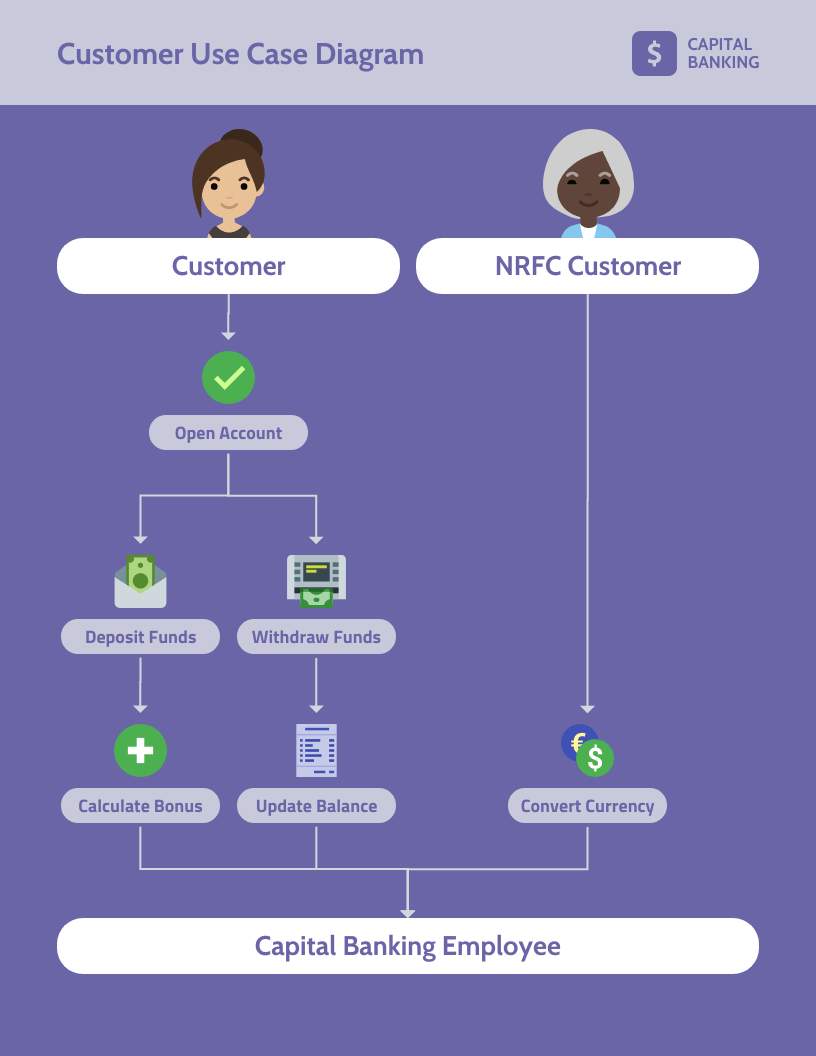 Customer Use Case Diagram
$
CAPITAL
BANKING
Customer
NRFC Customer
Open Account
Deposit Funds
Withdraw Funds
€
$
Calculate Bonus
Update Balance
Convert Currency
Capital Banking Employee